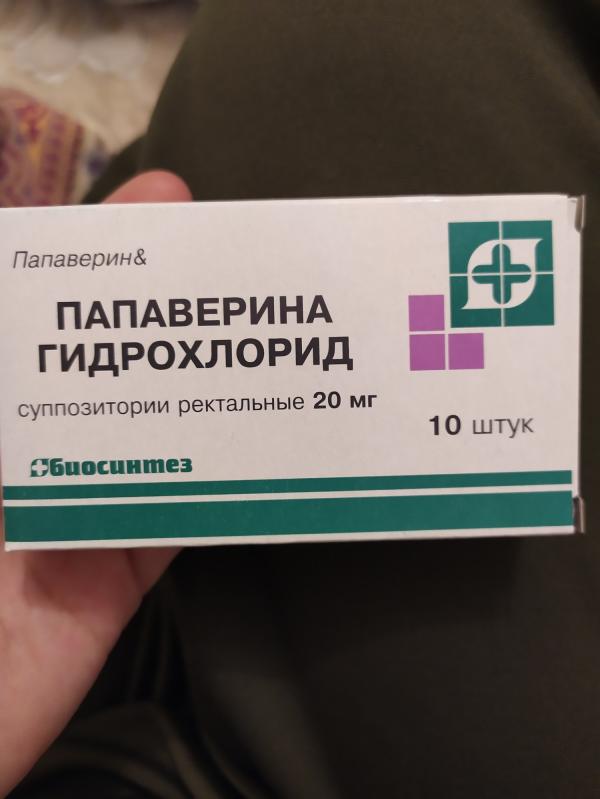 Папаверин&
ПАПАВЕРИНА
ГИДРОХЛОРИД
суппозитории ректальные 20 мг
10 штук
биосинтез